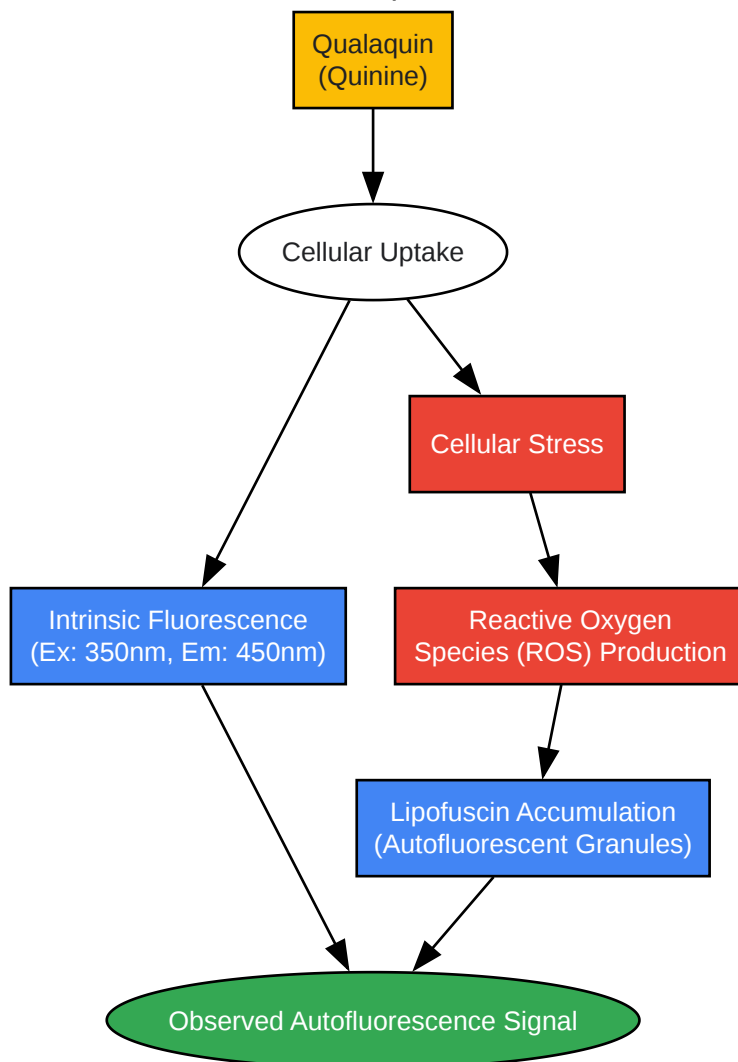 Qualaquin
(Quinine)
Cellular Uptake
Cellular Stress
Intrinsic Fluorescence
(Ex: 350nm, Em: 450nm)
Reactive Oxygen
Species (ROS) Production
Lipofuscin Accumulation
(Autofluorescent Granules)
Observed Autofluorescence Signal